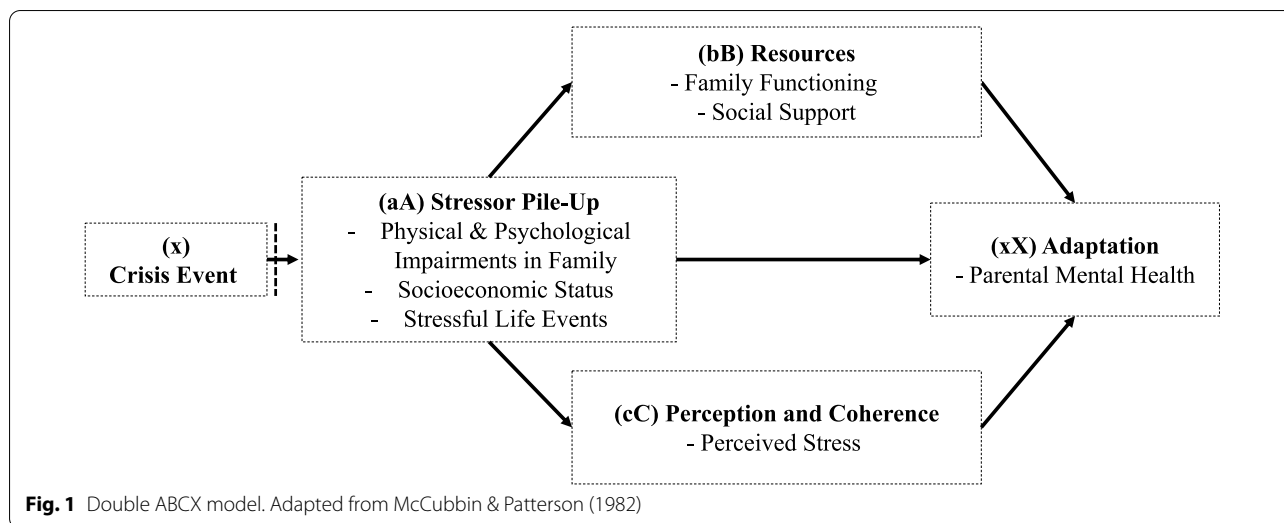 (bB) Resources
- Family Functioning
- Social Support
(aA) Stressor Pile-Up
- Physical & Psychological
Impairments in Family
- Socioeconomic Status
- Stressful Life Events
(x)
Crisis Event
(xX) Adaptation
- Parental Mental Health
(cC) Perception and Coherence
- Perceived Stress
Fig. 1 Double ABCX model. Adapted from McCubbin & Patterson (1982)